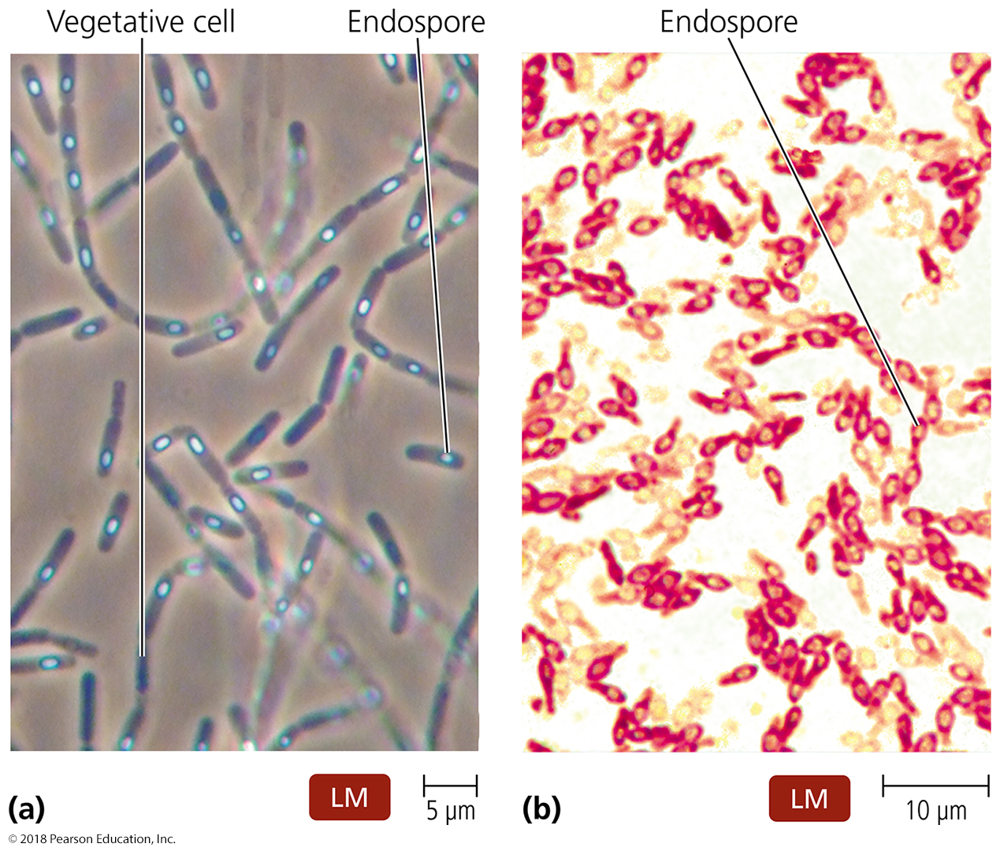 Vegetative cell
Endospore
Endospore
(a)
LM
5 µm
(b)
LM
10 µm
© 2018 Pearson Education, Inc.